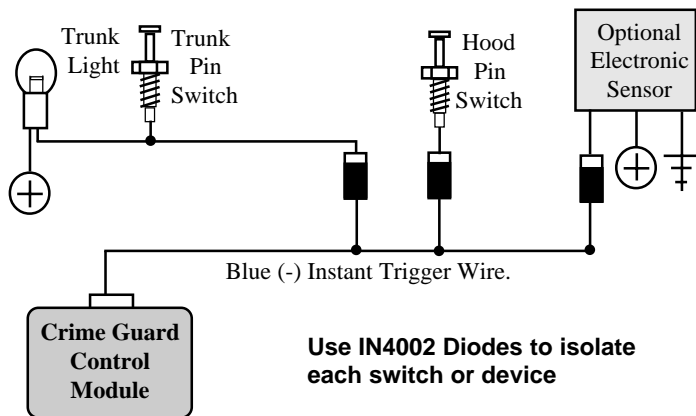 Trunk
Light
Trunk
Pin
Switch
Hood
Pin
Switch
Optional
Electronic
Sensor
Blue (-) Instant Trigger Wire.
Crime Guard
Control
Module
Use IN4002 Diodes to isolate
each switch or device